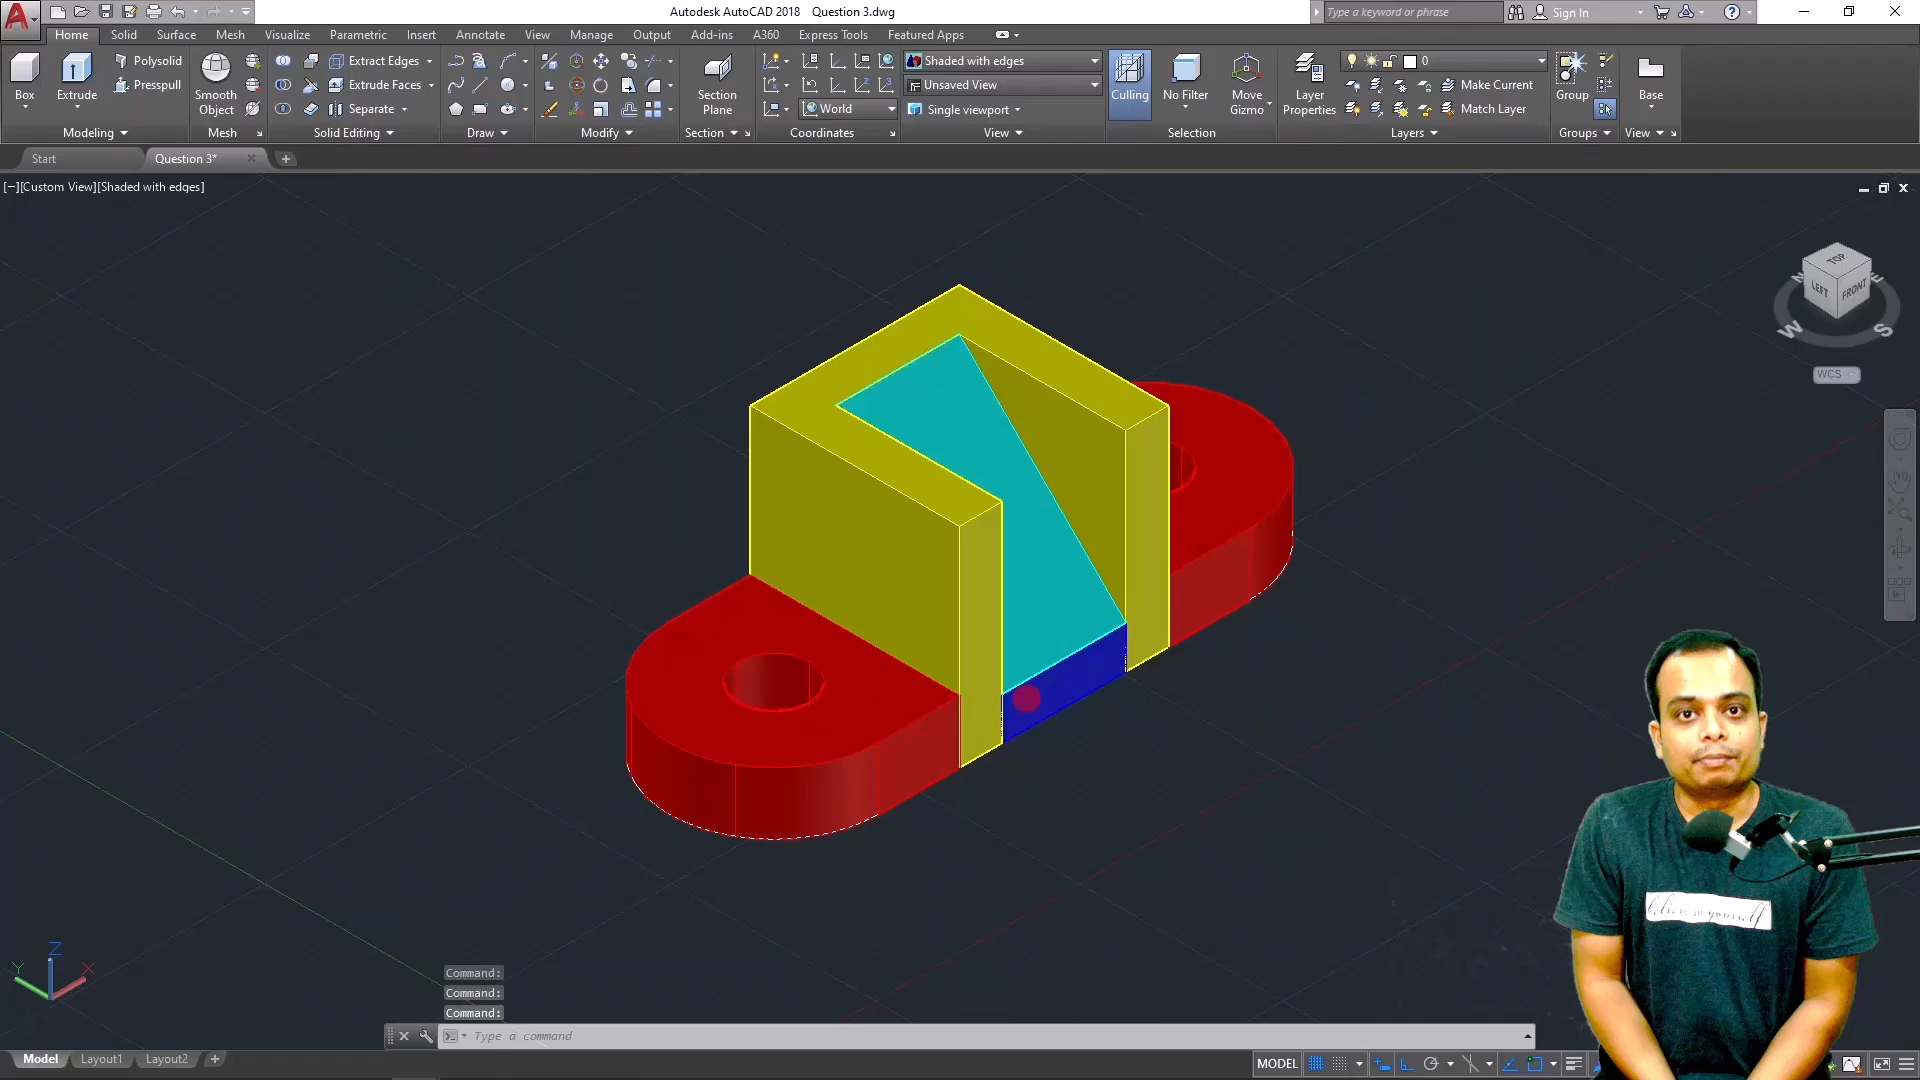 Autodesk AutoCAD 2018 Question 3.dwg
Type a keyword or phrase
Sign In
Home Solid Surface Mesh Visualize Parametric Insert Annotate View Manage Output Add-ins A360 Express Tools Featured Apps
Box
Extrude
Polysolid
Presspull
Modeling
Smooth
Object
Mesh
Extract Edges
Extrude Faces
Separate
Solid Editing
Draw
Modify
Section
Plane
Section
World
Coordinates
Shaded with edges
Unsaved View
Single viewport
View
Culling
No Filter
Move
Gizmo
Selection
Layer
Properties
0
Make Current
Match Layer
Layers
Group
Groups
Base
View
Start
Question 3*
[−][Custom View][Shaded with edges]
TOP
LEFT
FRONT
N
E
W
S
WCS
Z
Y
X
believe in yourself
Command:
Command:
Command:
Type a command
Model Layout1 Layout2
MODEL